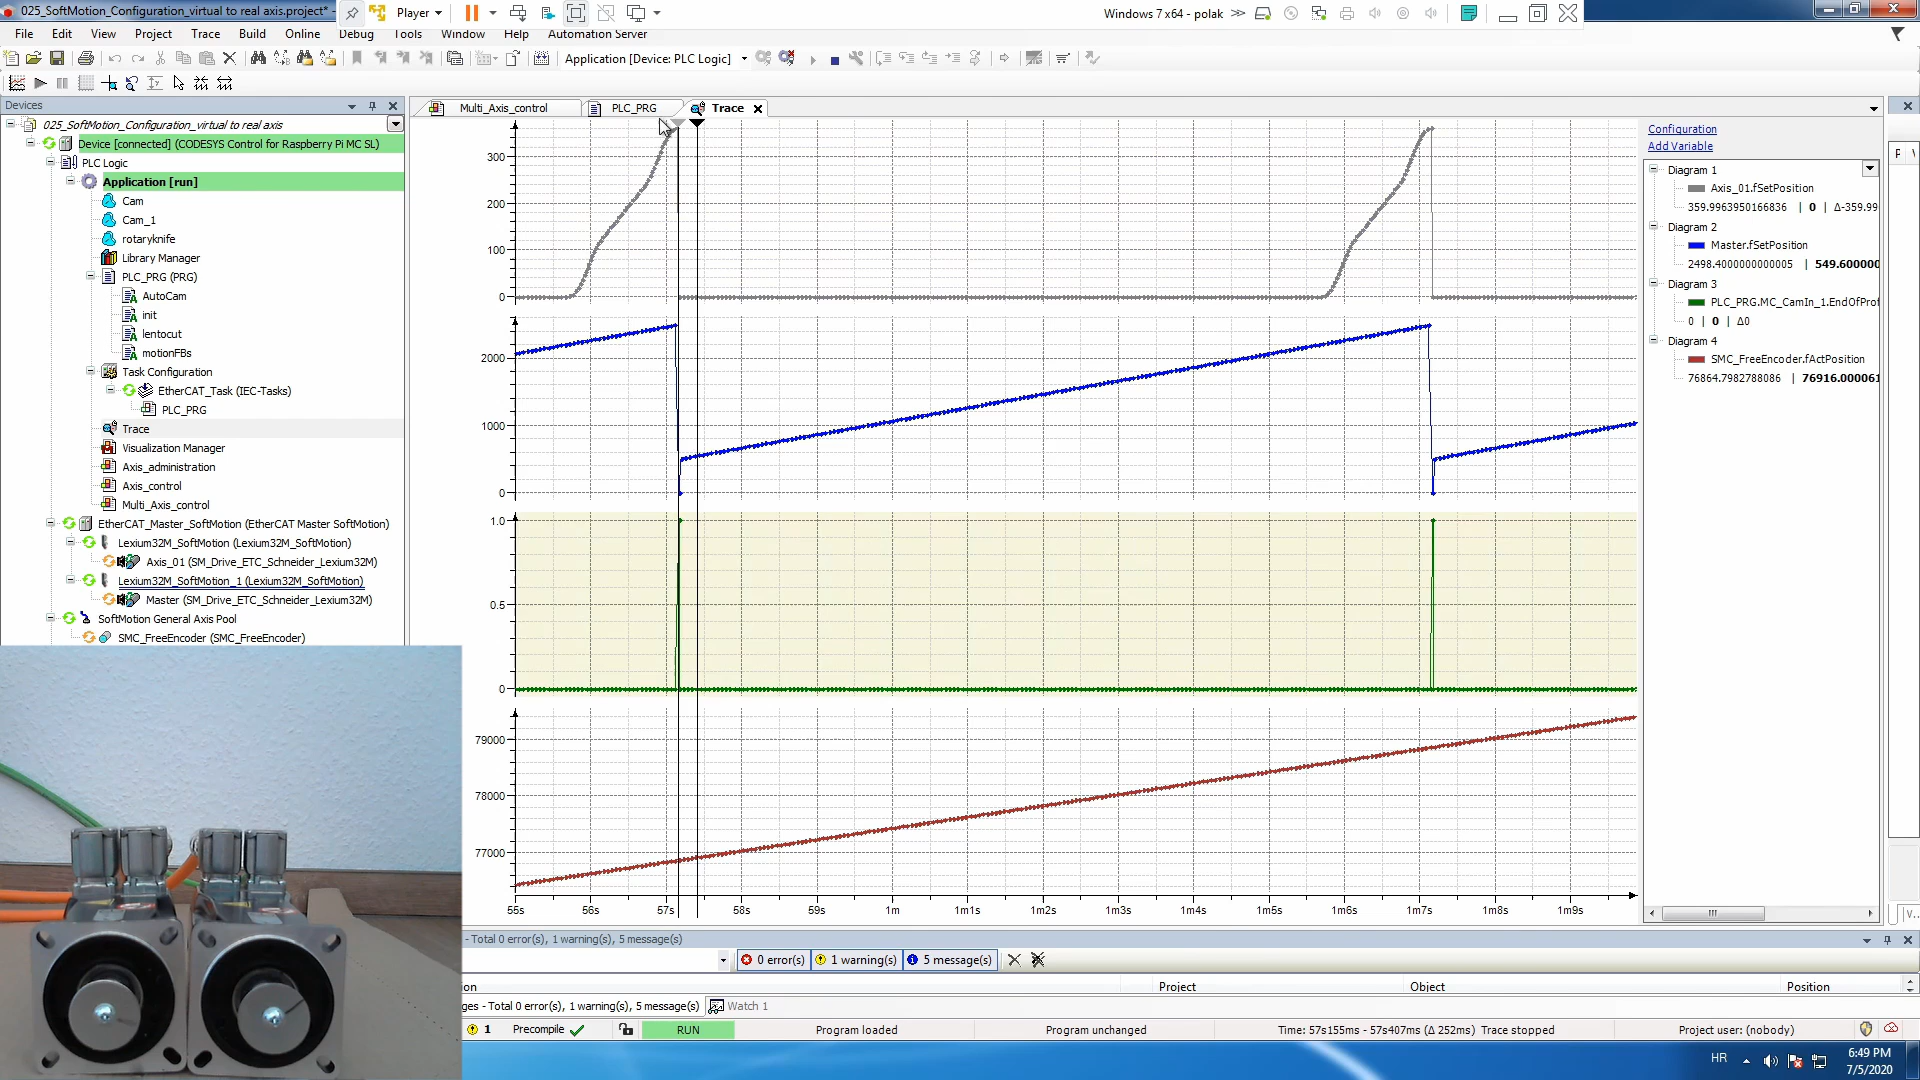 025_SoftMotion_Configuration_virtual to real axis.project* -
Player
Windows 7 x64 - polak
File Edit View Project Trace Build Online Debug Tools Window Help Automation Server
Application [Device: PLC Logic]
Devices
Multi_Axis_control
PLC_PRG
Trace
025_SoftMotion_Configuration_virtual to real axis
Device [connected] (CODESYS Control for Raspberry Pi MC SL)
PLC Logic
Application [run]
Cam
Cam_1
rotaryknife
Library Manager
PLC_PRG (PRG)
AutoCam
init
lentocut
motionFBs
Task Configuration
EtherCAT_Task (IEC-Tasks)
PLC_PRG
Trace
Visualization Manager
Axis_administration
Axis_control
Multi_Axis_control
EtherCAT_Master_SoftMotion (EtherCAT Master SoftMotion)
Lexium32M_SoftMotion (Lexium32M_SoftMotion)
Axis_01 (SM_Drive_ETC_Schneider_Lexium32M)
Lexium32M_SoftMotion_1 (Lexium32M_SoftMotion)
Master (SM_Drive_ETC_Schneider_Lexium32M)
SoftMotion General Axis Pool
SMC_FreeEncoder (SMC_FreeEncoder)
300
200
100
0
2000
1000
0
1.0
0.5
0
79000
78000
77000
55s 56s 57s 58s 59s 1m 1m1s 1m2s 1m3s 1m4s 1m5s 1m6s 1m7s 1m8s 1m9s
Configuration
Add Variable
Diagram 1
Axis_01.fSetPosition
359.9963950166836 | 0 | Δ-359.99
Diagram 2
Master.fSetPosition
2498.4000000000005 | 549.600000
Diagram 3
PLC_PRG.MC_CamIn_1.EndOfProf
0 | 0 | Δ0
Diagram 4
SMC_FreeEncoder.fActPosition
76864.7982788086 | 76916.000061
P
V..
- Total 0 error(s), 1 warning(s), 5 message(s)
0 error(s) 1 warning(s) 5 message(s)
ion Project Object Position
ges - Total 0 error(s), 1 warning(s), 5 message(s) Watch 1
1 Precompile RUN Program loaded Program unchanged Time: 57s155ms - 57s407ms (Δ 252ms) Trace stopped Project user: (nobody)
HR
6:49 PM
7/5/2020